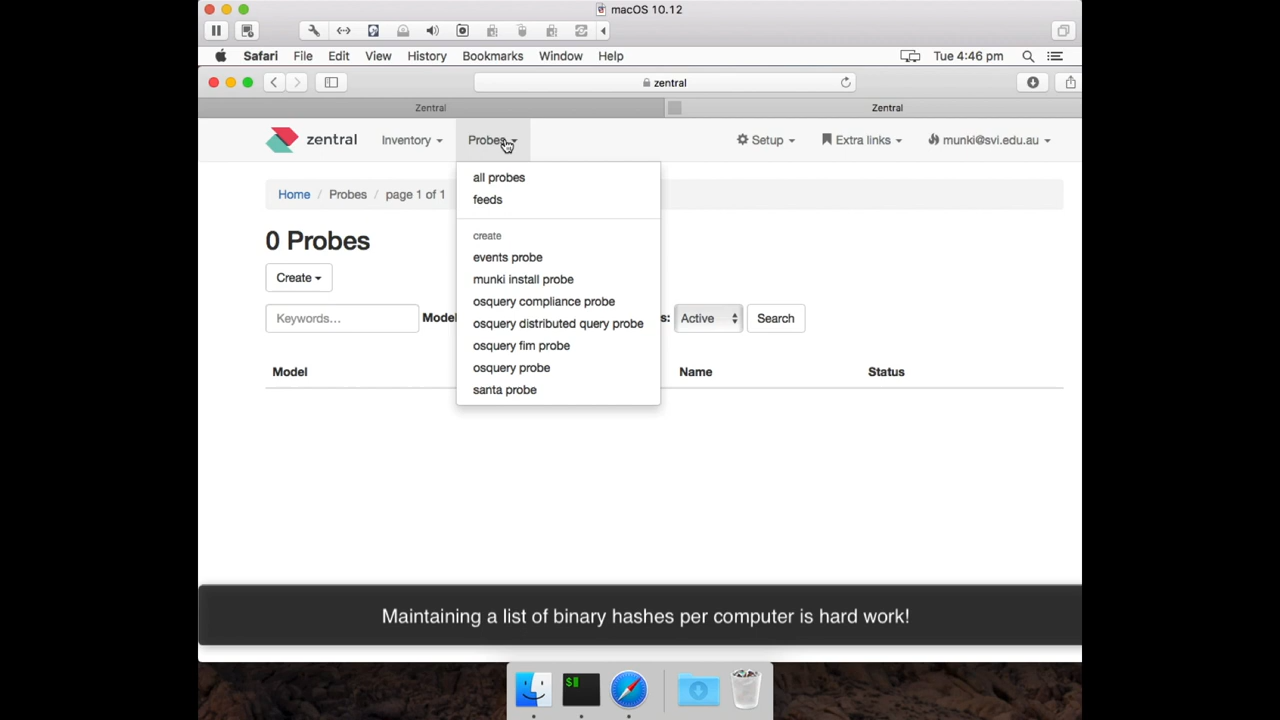 macOS 10.12
Safari File Edit View History Bookmarks Window Help Tue 4:46 pm
zentral
Zentral Zentral
zentral Inventory Probes Setup Extra links munki@svi.edu.au
Home / Probes / page 1 of 1
all probes
feeds
create
events probe
munki install probe
osquery compliance probe
osquery distributed query probe
osquery fim probe
osquery probe
santa probe
0 Probes
Create
Keywords... Active Search
Model Name Status
Maintaining a list of binary hashes per computer is hard work!
$